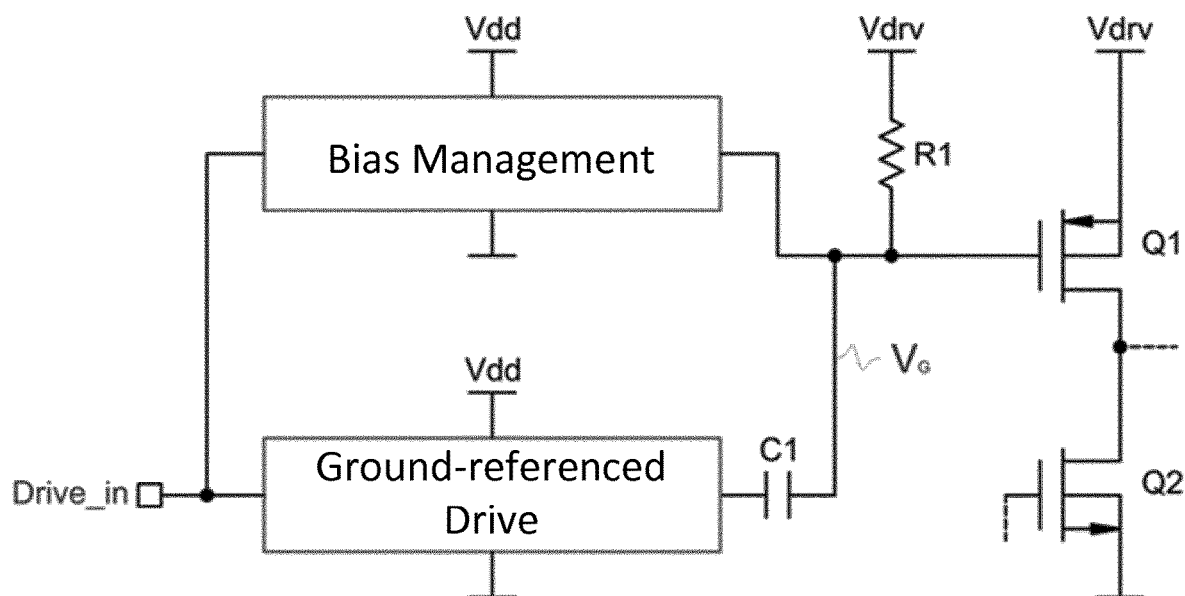 Vdd
Vdrv
Vdrv
Bias Management
R1
Q1
Vdd
VG
C1
Ground-referenced
Drive
Drive_in
Q2